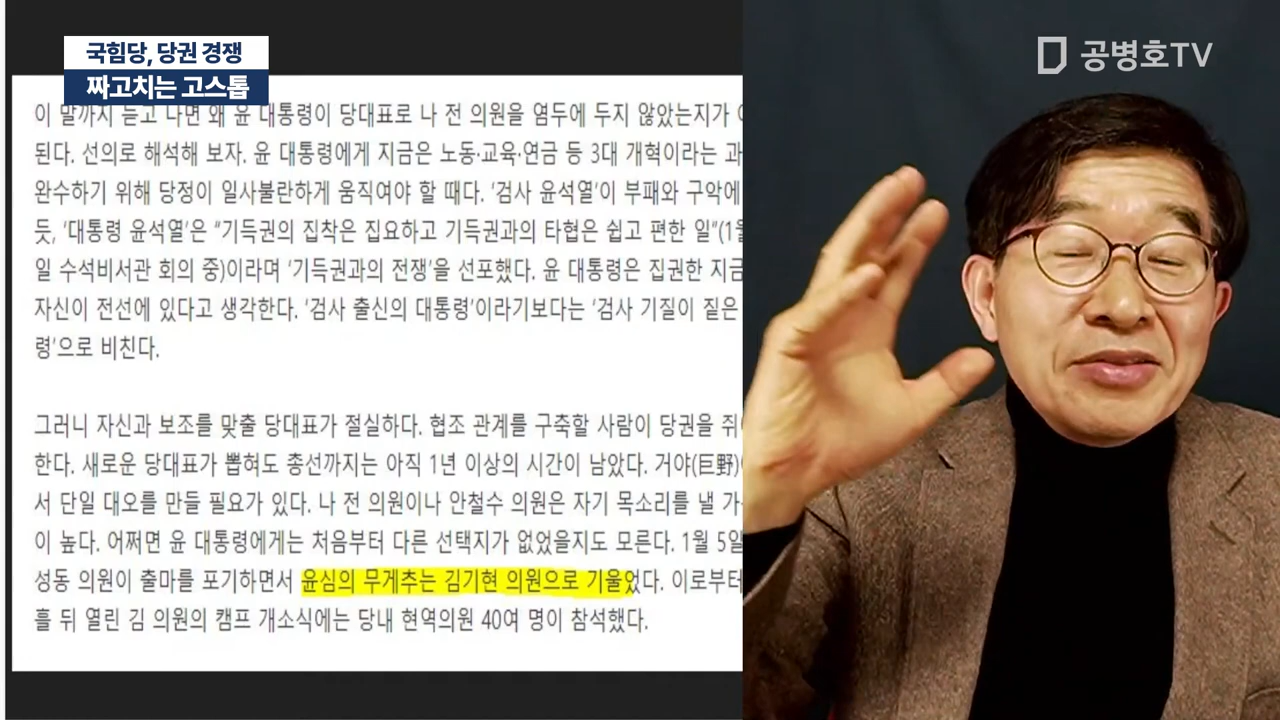 국힘당, 당권 경쟁
짜고치는 고스톱
공병호TV
이 말까지 듣고 나면 왜 윤 대통령이 당대표로 나 전 의원을 염두에 두지 않았는지가
된다. 선의로 해석해 보자. 윤 대통령에게 지금은 노동·교육·연금 등 3대 개혁이라는
완수하기 위해 당정이 일사불란하게 움직여야 할 때다. ‘검사 윤석열’이 부패와 구악에
듯, ‘대통령 윤석열’은 “기득권의 집착은 집요하고 기득권과의 타협은 쉽고 편한 일”(1월
일 수석비서관 회의 중)이라며 ‘기득권과의 전쟁’을 선포했다. 윤 대통령은 집권한 지금
자신이 전선에 있다고 생각한다. ‘검사 출신의 대통령’이라기보다는 ‘검사 기질이 짙은
령’으로 비친다.
그러니 자신과 보조를 맞출 당대표가 절실하다. 협조 관계를 구축할 사람이 당권을
한다. 새로운 당대표가 뽑혀도 총선까지는 아직 1년 이상의 시간이 남았다. 거야(巨野)
서 단일 대오를 만들 필요가 있다. 나 전 의원이나 안철수 의원은 자기 목소리를 낼
이 높다. 어쩌면 윤 대통령에게는 처음부터 다른 선택지가 없었을지도 모른다. 1월 5일
성동 의원이 출마를 포기하면서 윤심의 무게추는 김기현 의원으로 기울었다. 이로부터
흘 뒤 열린 김 의원의 캠프 개소식에는 당내 현역의원 40여 명이 참석했다.